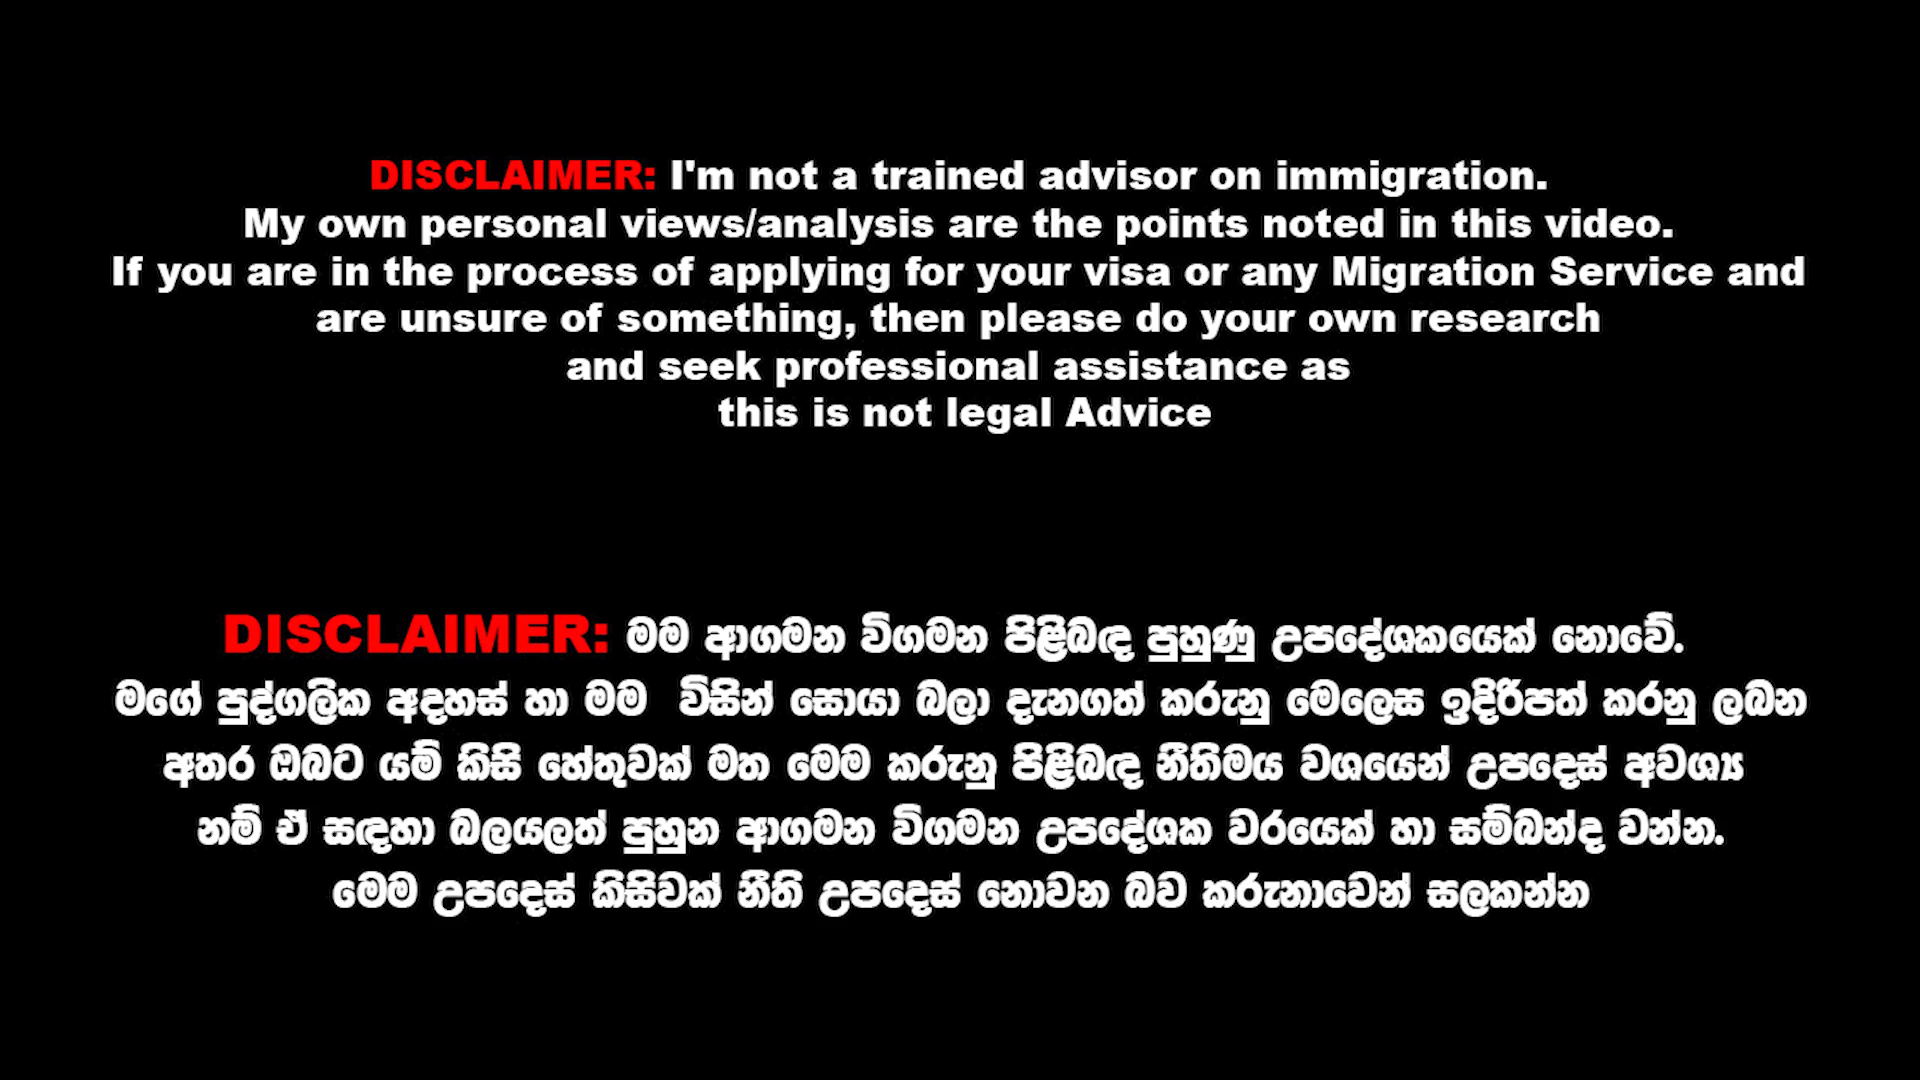 DISCLAIMER: I'm not a trained advisor on immigration.
My own personal views/analysis are the points noted in this video.
If you are in the process of applying for your visa or any Migration Service and
are unsure of something, then please do your own research
and seek professional assistance as
this is not legal Advice
DISCLAIMER: මම ආගමන විගමන පිළිබඳ පුහුණු උපදේශකයෙක් නොවේ.
මගේ පුද්ගලික අදහස් හා මම විසින් සොයා බලා දැනගත් කරුනු මෙලෙස ඉදිරිපත් කරනු ලබන
අතර ඔබට යම් කිසි හේතුවක් මත මෙම කරුනු පිළිබඳ නීතිමය වශයෙන් උපදෙස් අවශ්‍ය
නම් ඒ සඳහා බලයලත් පුහුන ආගමන විගමන උපදේශක වරයෙක් හා සම්බන්ද වන්න.
මෙම උපදෙස් කිසිවක් නීති උපදෙස් නොවන බව කරුනාවෙන් සලකන්න